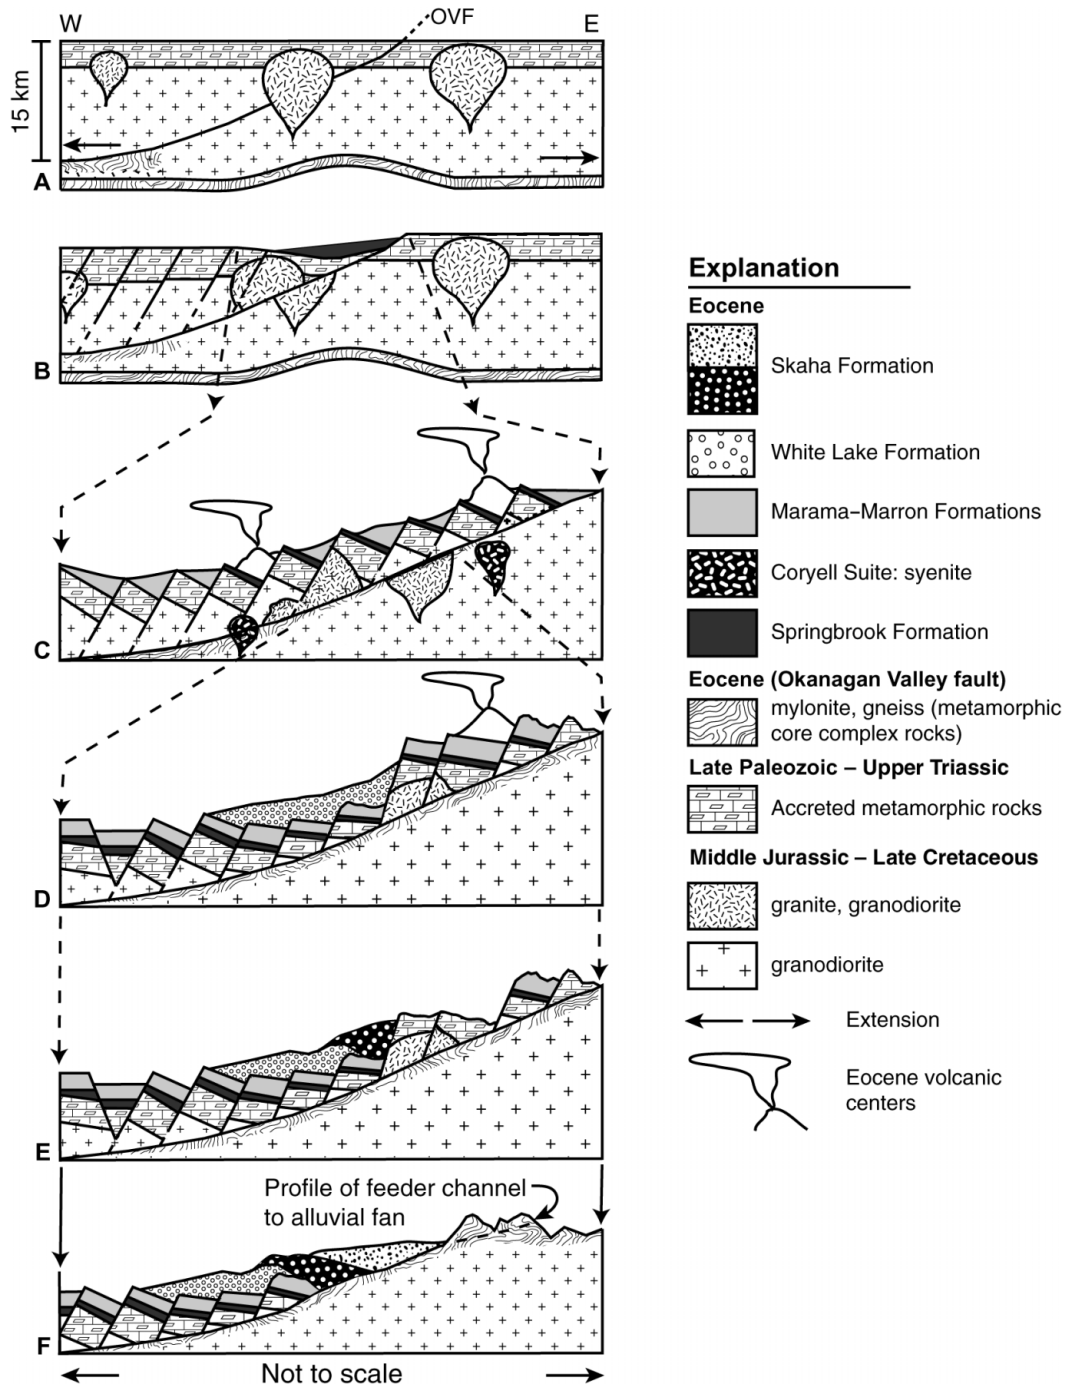 W
OVF
E
15 km
A
B
C
D
E
Profile of feeder channel
to alluvial fan
F
Not to scale
Explanation
Eocene
Skaha Formation
White Lake Formation
Marama–Marron Formations
Coryell Suite: syenite
Springbrook Formation
Eocene (Okanagan Valley fault)
mylonite, gneiss (metamorphic
core complex rocks)
Late Paleozoic – Upper Triassic
Accreted metamorphic rocks
Middle Jurassic – Late Cretaceous
granite, granodiorite
granodiorite
Extension
Eocene volcanic
centers